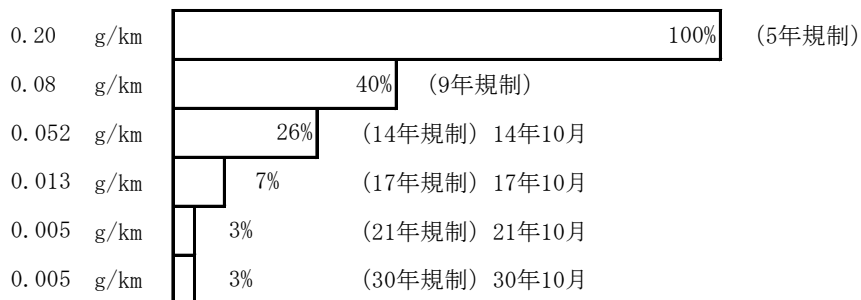 0.20 g/km 100% (5年規制)
0.08 g/km 40% (9年規制)
0.052 g/km 26% (14年規制) 14年10月
0.013 g/km 7% (17年規制) 17年10月
0.005 g/km 3% (21年規制) 21年10月
0.005 g/km 3% (30年規制) 30年10月